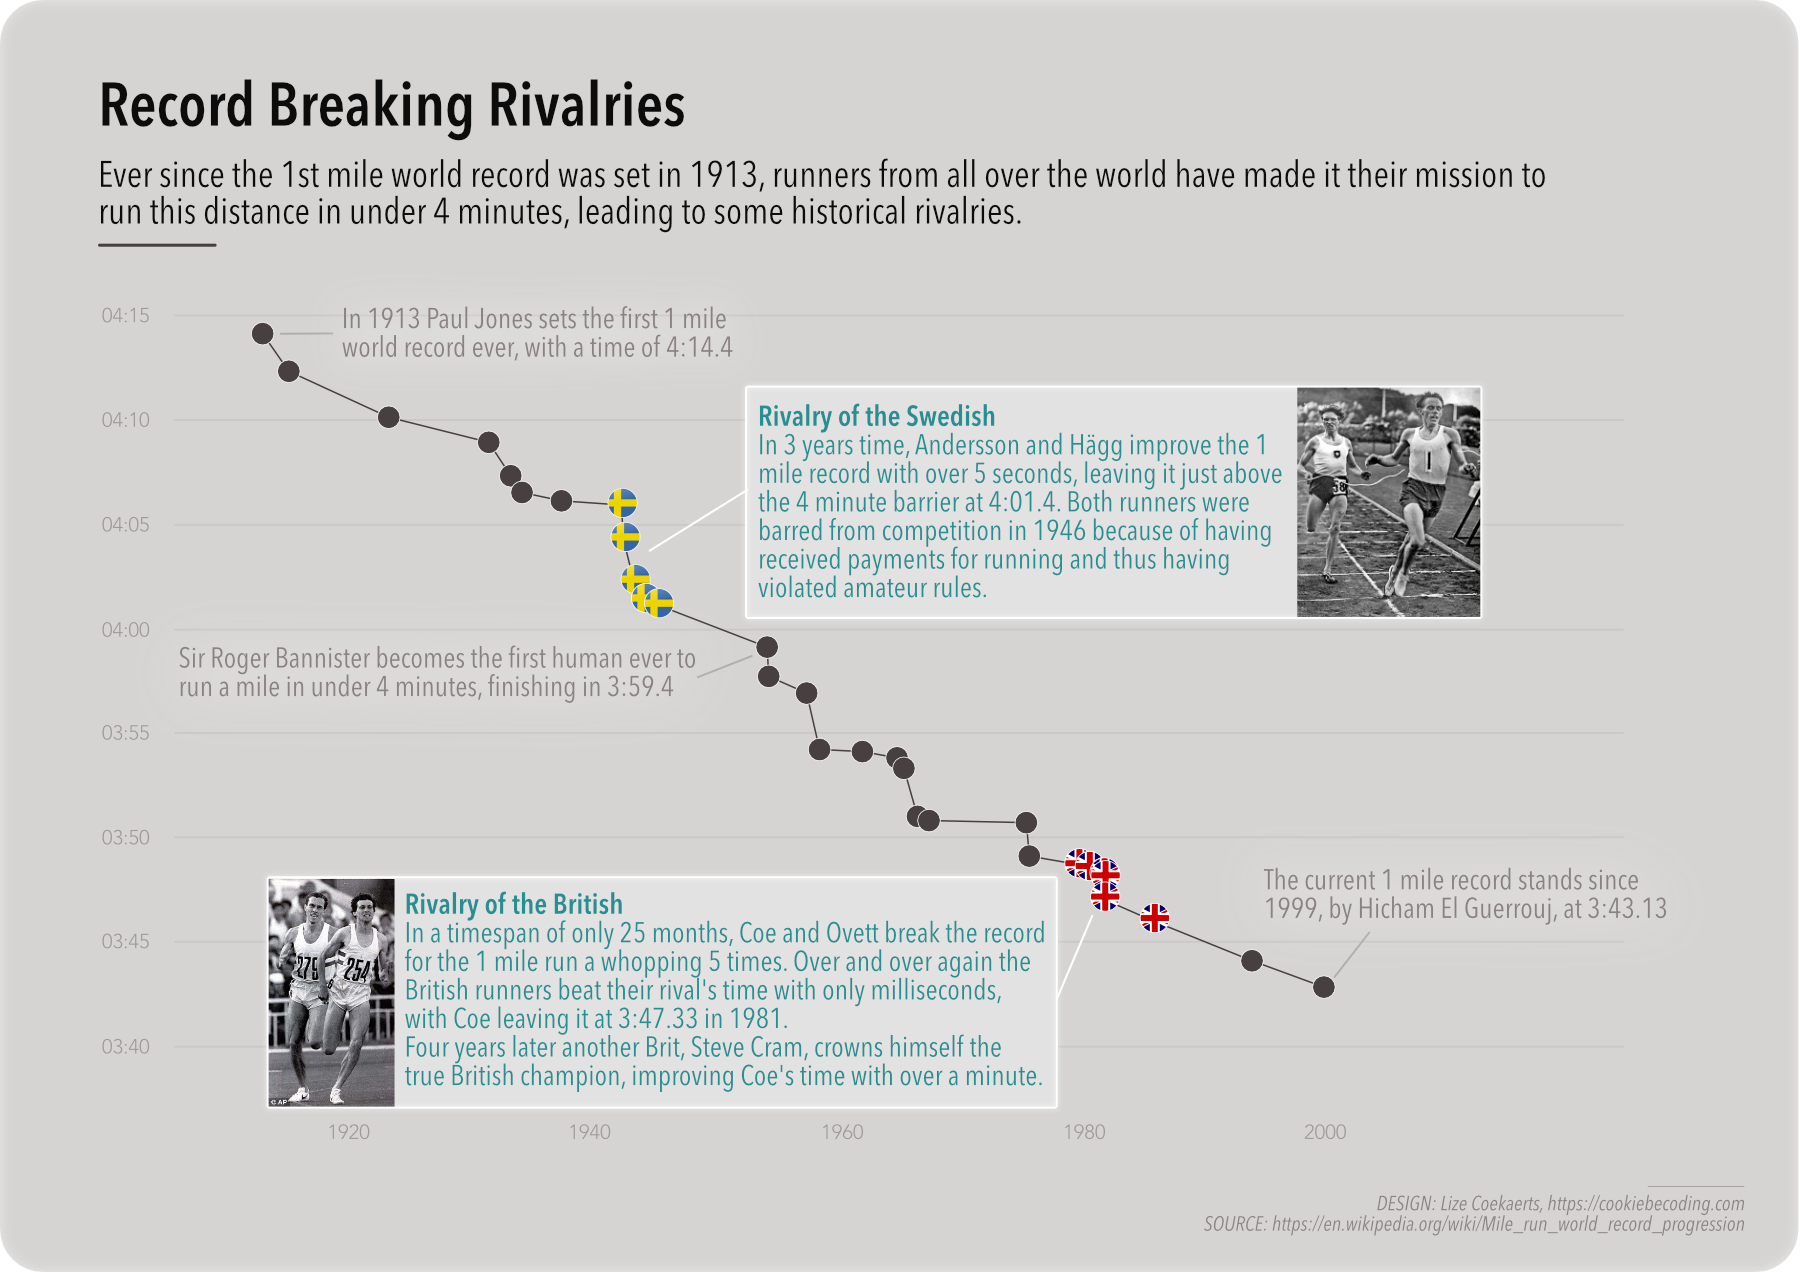 Record Breaking Rivalries
Ever since the 1st mile world record was set in 1913, runners from all over the world have made it their mission to
run this distance in under 4 minutes, leading to some historical rivalries.
04:15
In 1913 Paul Jones sets the first 1 mile
world record ever, with a time of 4:14.4
04:10
Rivalry of the Swedish
In 3 years time, Andersson and Hägg improve the 1
mile record with over 5 seconds, leaving it just above
the 4 minute barrier at 4:01.4. Both runners were
barred from competition in 1946 because of having
received payments for running and thus having
violated amateur rules.
1
58
04:05
04:00
Sir Roger Bannister becomes the first human ever to
run a mile in under 4 minutes, finishing in 3:59.4
03:55
03:50
The current 1 mile record stands since
1999, by Hicham El Guerrouj, at 3:43.13
Rivalry of the British
In a timespan of only 25 months, Coe and Ovett break the record
for the 1 mile run a whopping 5 times. Over and over again the
British runners beat their rival's time with only milliseconds,
with Coe leaving it at 3:47.33 in 1981.
Four years later another Brit, Steve Cram, crowns himself the
true British champion, improving Coe's time with over a minute.
279
254
© AP
03:45
03:40
1920
1940
1960
1980
2000
DESIGN: Lize Coekaerts, https://cookiebecoding.com
SOURCE: https://en.wikipedia.org/wiki/Mile_run_world_record_progression